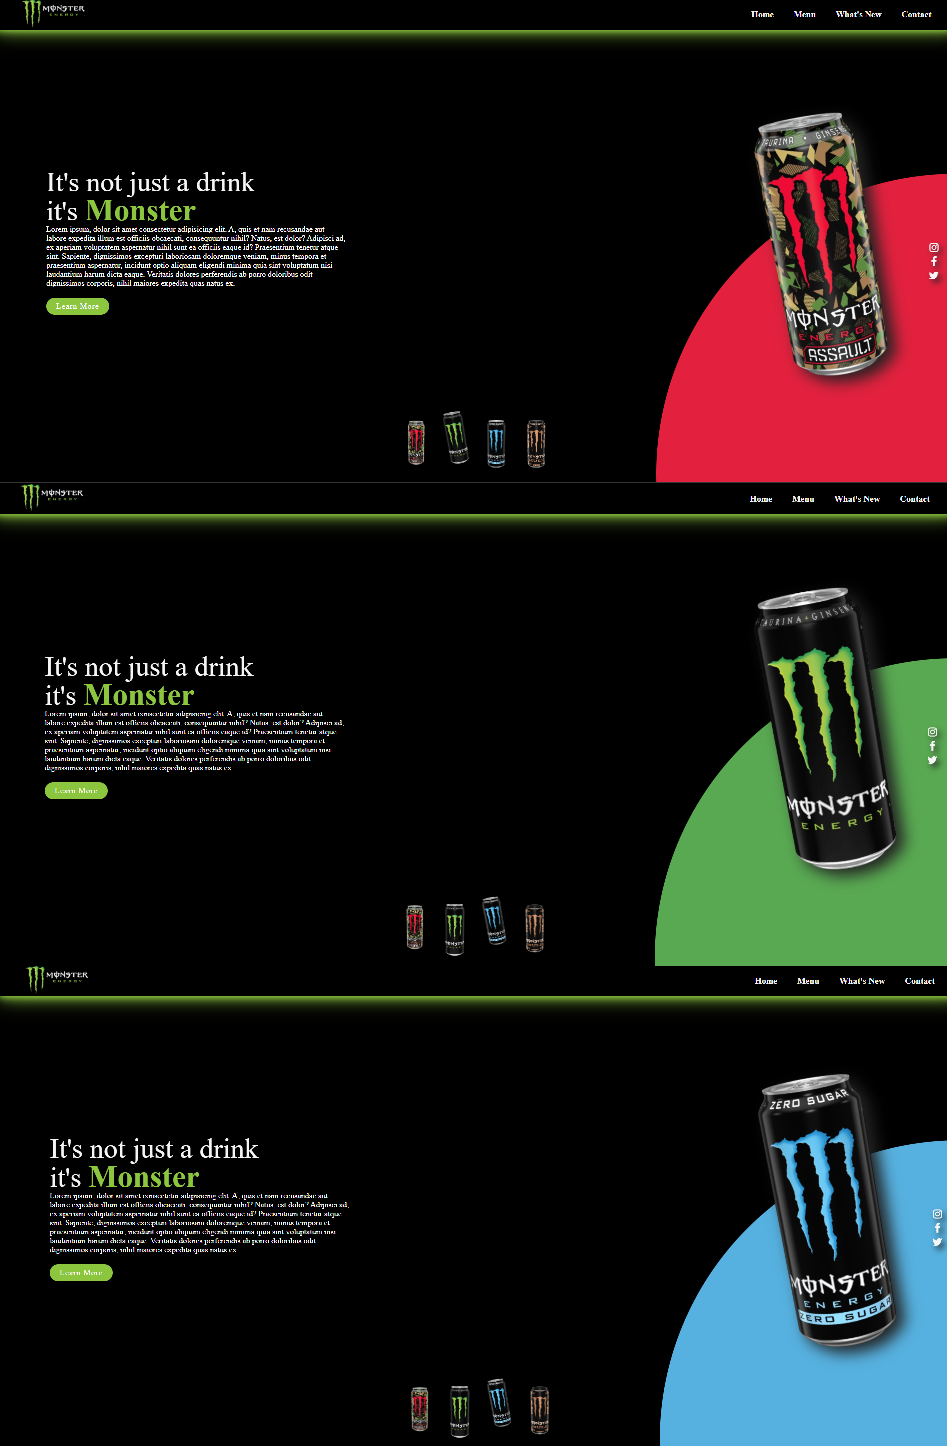 MONSTER
ENERGY
Home Menu What's New Contact
TAURINA • GINSENG
It's not just a drink
it's Monster
Lorem ipsum, dolor sit amet consectetur adipisicing elit. A, quis et nam recusandae aut
labore expedita illum est officiis obcaecati, consequuntur nihil? Natus, est dolor? Adipisci ad,
ex aperiam voluptatem aspernatur nihil sunt ea officiis eaque id? Praesentium tenetur atque
sint. Sapiente, dignissimos excepturi laboriosam doloremque veniam, minus tempora et
praesentium aspernatur, incidunt optio aliquam eligendi minima quia sint voluptatum nisi
laudantium harum dicta eaque. Veritatis dolores perferendis ab porro doloribus odit
dignissimos corporis, nihil maiores expedita quas natus ex.
Learn More
MONSTER
ENERGY
ASSAULT
MONSTER
ENERGY
Home Menu What's New Contact
TAURINA • GINSENG
It's not just a drink
it's Monster
Lorem ipsum, dolor sit amet consectetur adipisicing elit. A, quis et nam recusandae aut
labore expedita illum est officiis obcaecati, consequuntur nihil? Natus, est dolor? Adipisci ad,
ex aperiam voluptatem aspernatur nihil sunt ea officiis eaque id? Praesentium tenetur atque
sint. Sapiente, dignissimos excepturi laboriosam doloremque veniam, minus tempora et
praesentium aspernatur, incidunt optio aliquam eligendi minima quia sint voluptatum nisi
laudantium harum dicta eaque. Veritatis dolores perferendis ab porro doloribus odit
dignissimos corporis, nihil maiores expedita quas natus ex.
Learn More
MONSTER
ENERGY
MONSTER
ENERGY
Home Menu What's New Contact
ZERO SUGAR
It's not just a drink
it's Monster
Lorem ipsum, dolor sit amet consectetur adipisicing elit. A, quis et nam recusandae aut
labore expedita illum est officiis obcaecati, consequuntur nihil? Natus, est dolor? Adipisci ad,
ex aperiam voluptatem aspernatur nihil sunt ea officiis eaque id? Praesentium tenetur atque
sint. Sapiente, dignissimos excepturi laboriosam doloremque veniam, minus tempora et
praesentium aspernatur, incidunt optio aliquam eligendi minima quia sint voluptatum nisi
laudantium harum dicta eaque. Veritatis dolores perferendis ab porro doloribus odit
dignissimos corporis, nihil maiores expedita quas natus ex.
Learn More
MONSTER
ENERGY
ZERO SUGAR